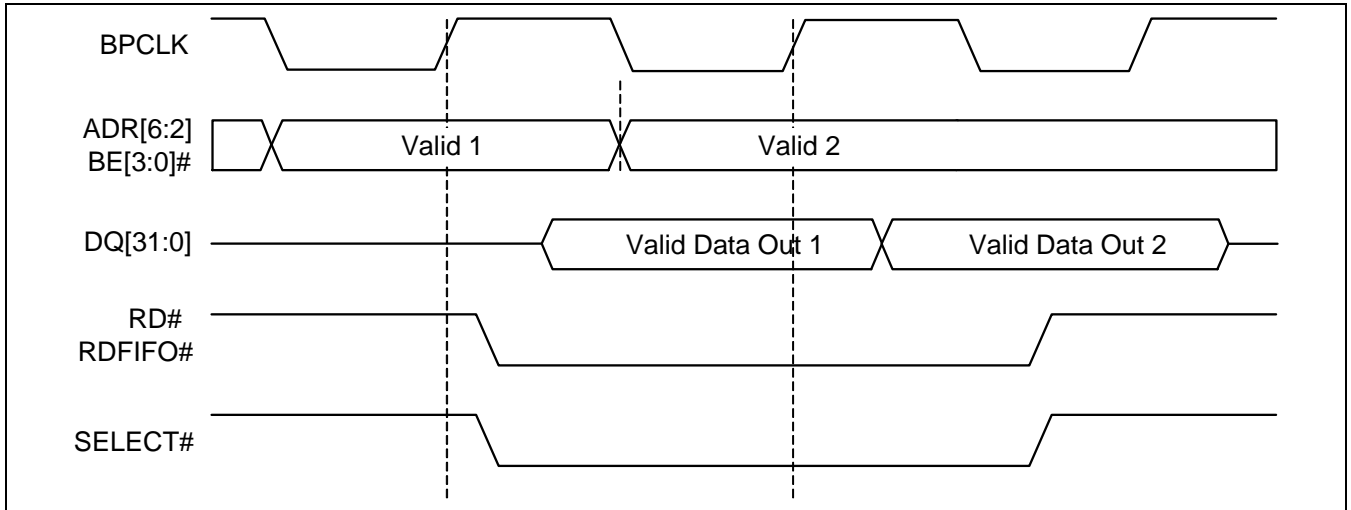 BPCLK
ADR[6:2]
BE[3:0]#
Valid 1
Valid 2
DQ[31:0]
Valid Data Out 1
Valid Data Out 2
RD#
RDFIFO#
SELECT#